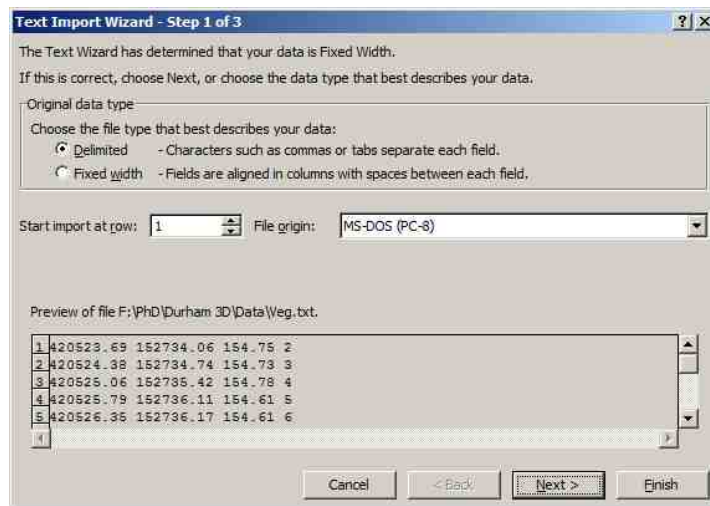 Text Import Wizard - Step 1 of 3
The Text Wizard has determined that your data is Fixed Width.
If this is correct, choose Next, or choose the data type that best describes your data.
Original data type
Choose the file type that best describes your data:
Delimited - Characters such as commas or tabs separate each field.
Fixed width - Fields are aligned in columns with spaces between each field.
Start import at row: 1 File origin: MS-DOS (PC-8)
Preview of file F:\PhD\Durham 3D\Data\Veg.txt.
1 420523.69 152734.06 154.75 2
2 420524.38 152734.74 154.73 3
3 420525.06 152735.42 154.78 4
4 420525.79 152736.11 154.61 5
5 420526.35 152736.17 154.61 6
Cancel < Back Next > Finish